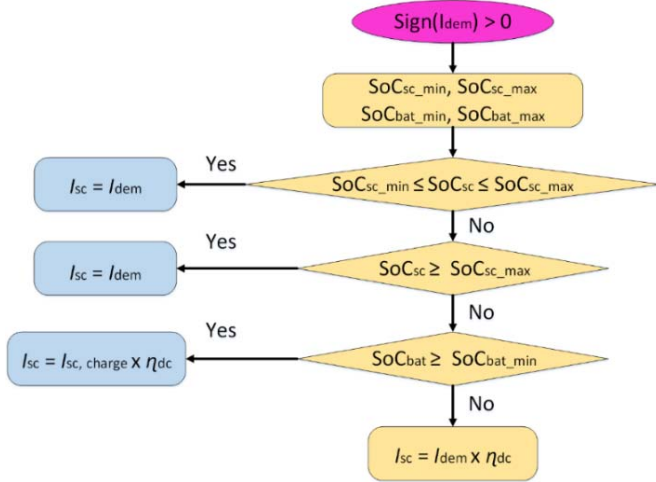 Sign(Idem) > 0
SoCsc_min, SoCsc_max
SoCbat_min, SoCbat_max
Yes
Isc = Idem
SoCsc_min ≤ SoCsc ≤ SoCsc_max
No
Yes
Isc = Idem
SoCsc ≥ SoCsc_max
No
Yes
Isc = Isc, charge x ηdc
SoCbat ≥ SoCbat_min
No
Isc = Idem x ηdc